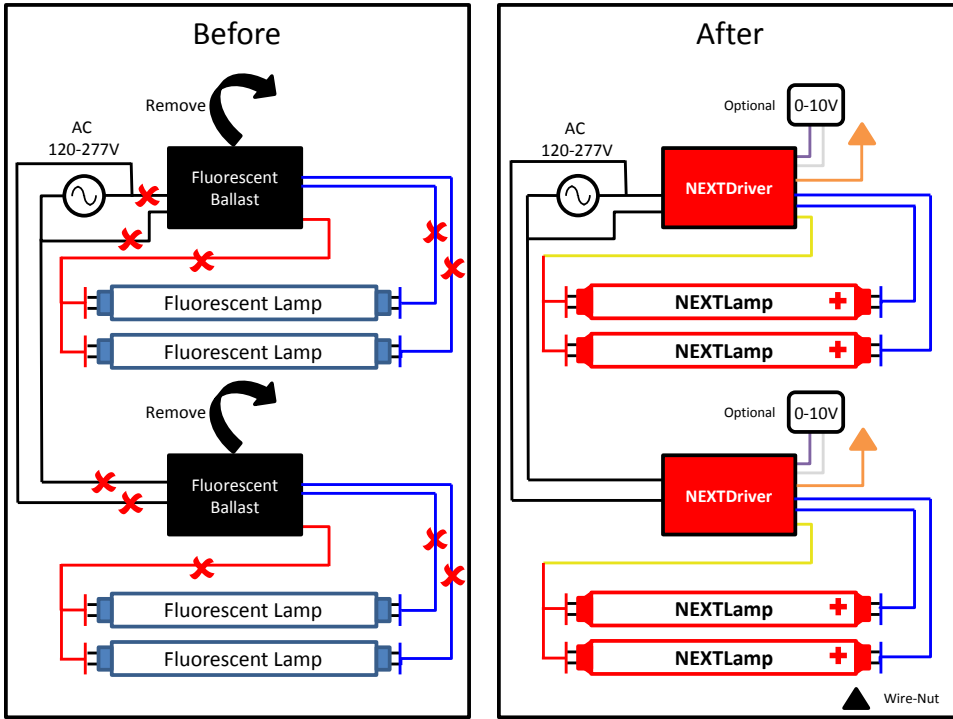 Before
Remove
AC
120-277V
Fluorescent
Ballast
Fluorescent Lamp
Fluorescent Lamp
Remove
Fluorescent
Ballast
Fluorescent Lamp
Fluorescent Lamp
After
Optional
0-10V
AC
120-277V
NEXTDriver
NEXTLamp
NEXTLamp
Optional
0-10V
NEXTDriver
NEXTLamp
NEXTLamp
Wire-Nut